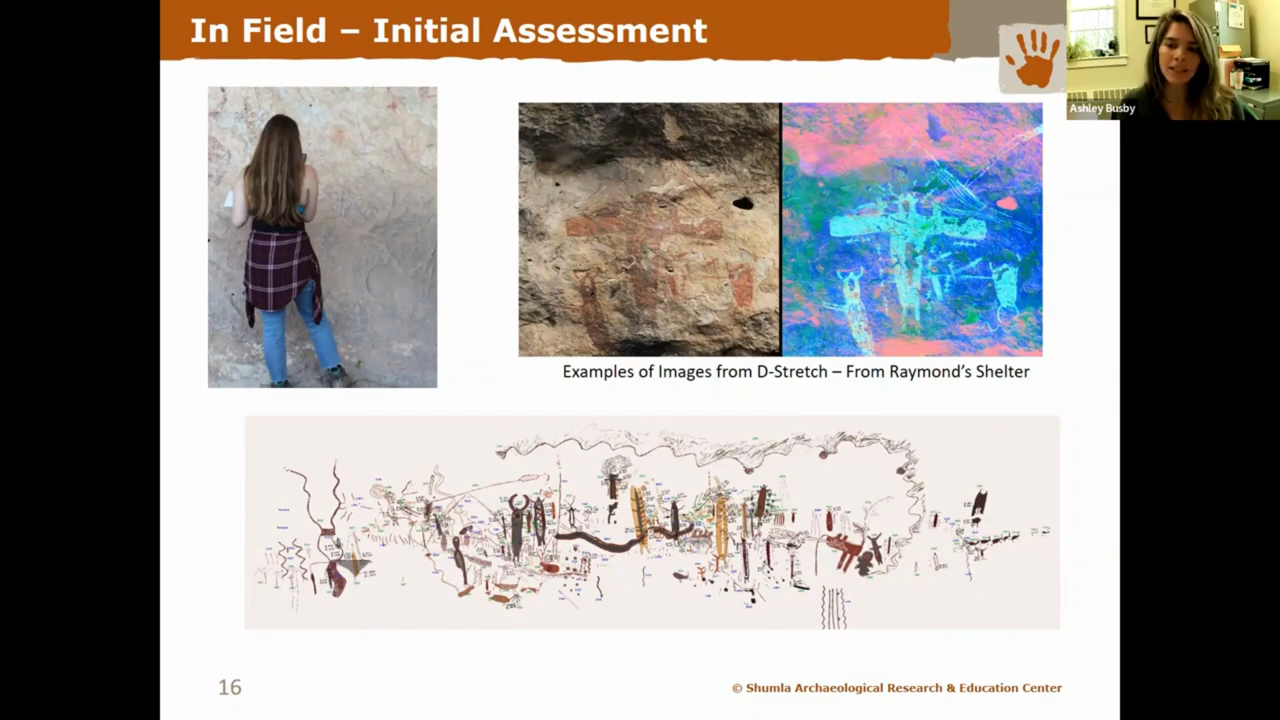 In Field – Initial Assessment
Ashley Busby
Examples of Images from D-Stretch – From Raymond's Shelter
16
© Shumla Archaeological Research & Education Center